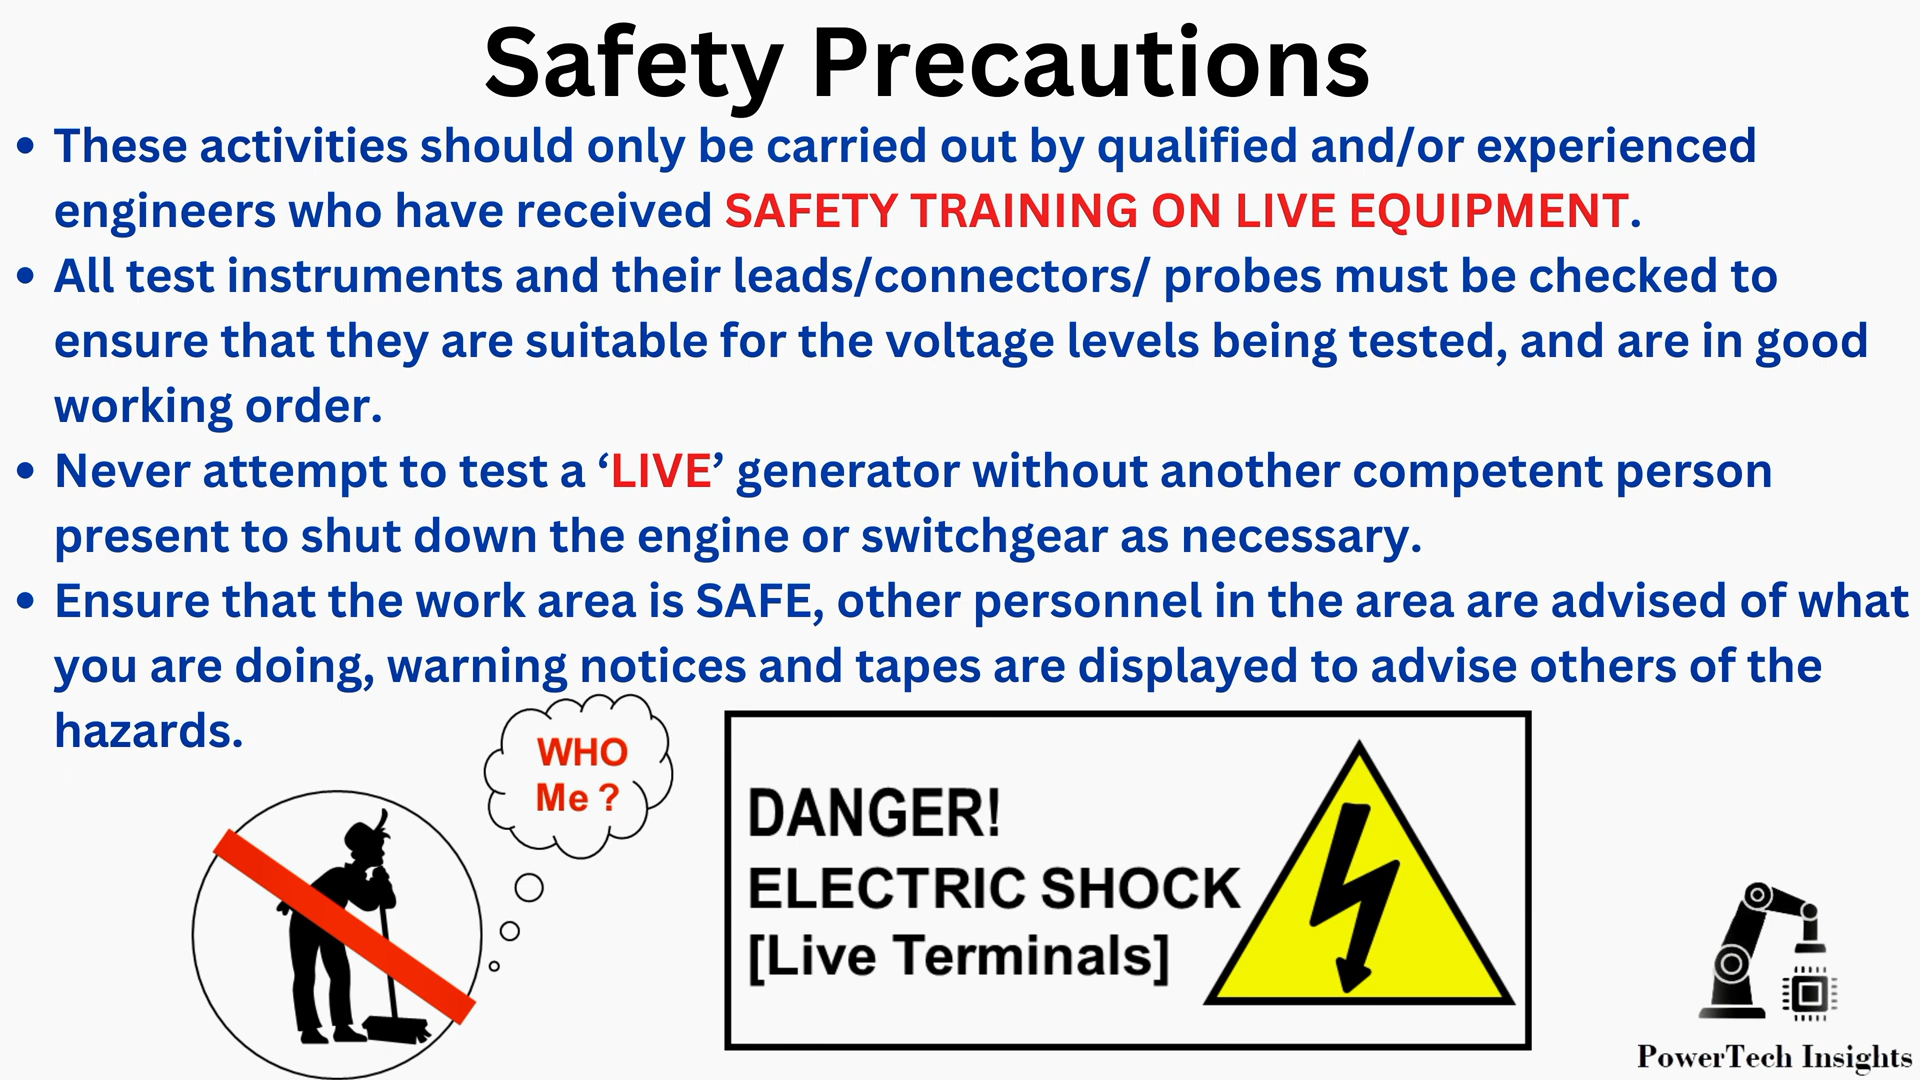 Safety Precautions
• These activities should only be carried out by qualified and/or experienced
engineers who have received SAFETY TRAINING ON LIVE EQUIPMENT.
• All test instruments and their leads/connectors/ probes must be checked to
ensure that they are suitable for the voltage levels being tested, and are in good
working order.
• Never attempt to test a ‘LIVE’ generator without another competent person
present to shut down the engine or switchgear as necessary.
• Ensure that the work area is SAFE, other personnel in the area are advised of what
you are doing, warning notices and tapes are displayed to advise others of the
hazards.
WHO
Me ?
DANGER!
ELECTRIC SHOCK
[Live Terminals]
PowerTech Insights